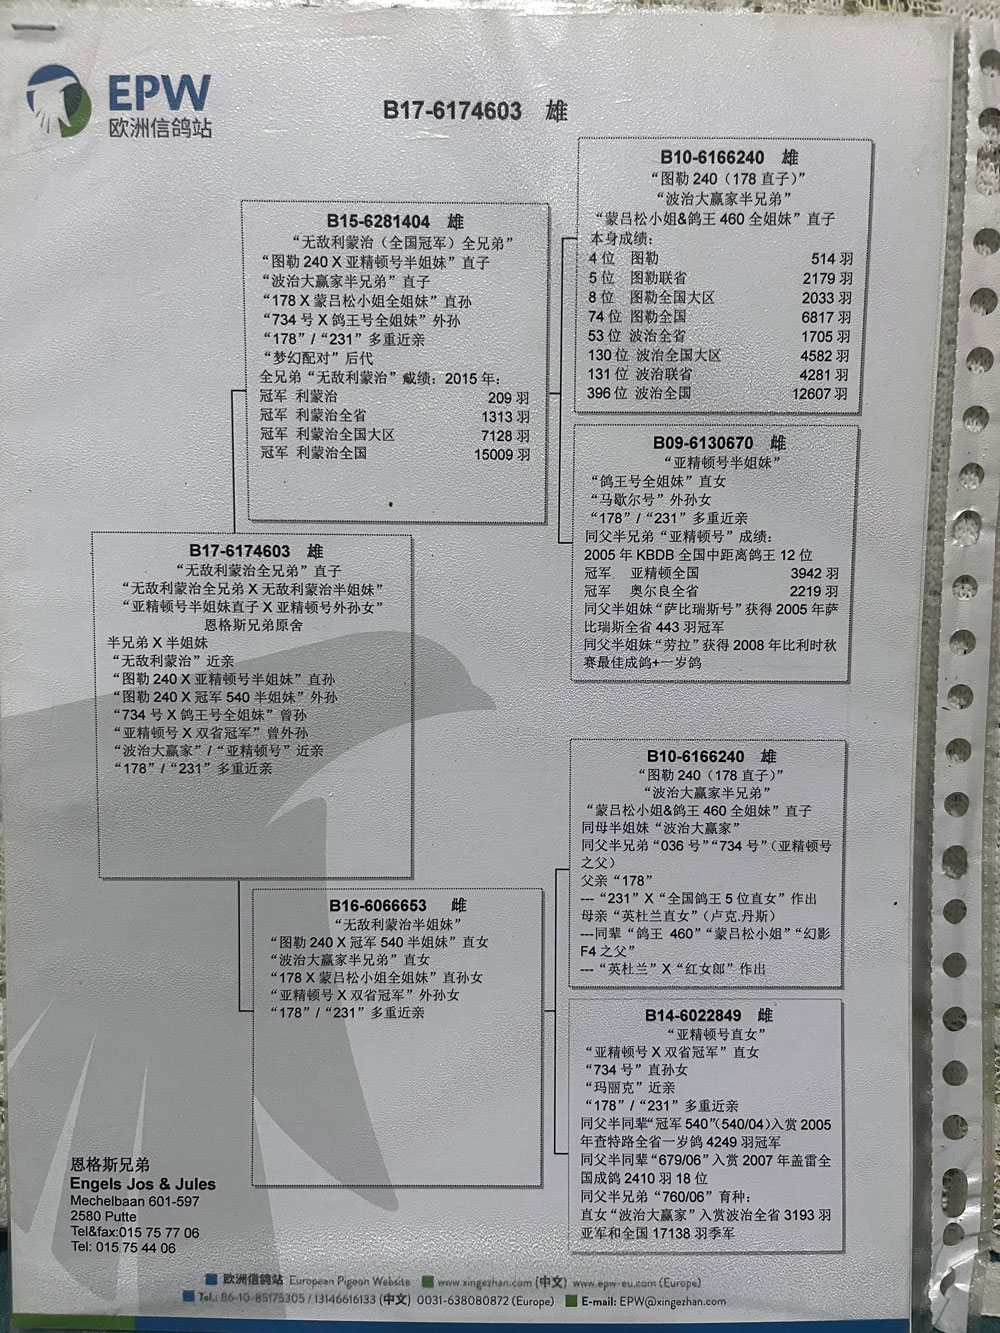 EPW
欧洲信鸽站
B17-6174603 雄
B10-6166240 雄
“图勒 240（178 直子）”
“波治大赢家半兄弟”
“蒙吕松小姐&鸽王 460 全姐妹”直子
本身成绩：
4 位 图勒 514 羽
5 位 图勒联省 2179 羽
8 位 图勒全国大区 2033 羽
74 位 图勒全国 6817 羽
53 位 波治全省 1705 羽
130 位 波治全国大区 4582 羽
131 位 波治联省 4281 羽
396 位 波治全国 12607 羽
B15-6281404 雄
“无敌利蒙治（全国冠军）全兄弟”
“图勒 240 X 亚精顿号半姐妹”直子
“波治大赢家半兄弟”直子
“178 X 蒙吕松小姐全姐妹”直孙
“734 号 X 鸽王号全姐妹”外孙
“178”/“231”多重近亲
“梦幻配对”后代
全兄弟“无敌利蒙治”成绩：2015 年：
冠军 利蒙治 209 羽
冠军 利蒙治全省 1313 羽
冠军 利蒙治全国大区 7128 羽
冠军 利蒙治全国 15009 羽
B09-6130670 雌
“亚精顿号半姐妹”
“鸽王号全姐妹”直女
“马歇尔号”外孙女
“178”/“231”多重近亲
同父半兄弟“亚精顿号”成绩：
2005 年 KBDB 全国中距离鸽王 12 位
冠军 亚精顿全国 3942 羽
冠军 奥尔良全省 2219 羽
同父半姐妹“萨比瑞斯号”获得 2005 年萨
比瑞斯全省 443 羽冠军
同父半姐妹“劳拉”获得 2008 年比利时秋
赛最佳成鸽+一岁鸽
B17-6174603 雄
“无敌利蒙治全兄弟”直子
“无敌利蒙治全兄弟 X 无敌利蒙治半姐妹”
“亚精顿号半姐妹直子 X 亚精顿号外孙女”
恩格斯兄弟原舍
半兄弟 X 半姐妹
“无敌利蒙治”近亲
“图勒 240 X 亚精顿号半姐妹”直孙
“图勒 240 X 冠军 540 半姐妹”外孙
“734 号 X 鸽王号全姐妹”曾孙
“亚精顿号 X 双省冠军”曾外孙
“波治大赢家”/“亚精顿号”近亲
“178”/“231”多重近亲
B10-6166240 雄
“图勒 240（178 直子）”
“波治大赢家半兄弟”
“蒙吕松小姐&鸽王 460 全姐妹”直子
同母半姐妹“波治大赢家”
同父半兄弟“036 号”“734 号”（亚精顿号
之父）
父亲“178”
---“231”X“全国鸽王 5 位直女”作出
母亲“英杜兰直女”（卢克.丹斯）
---同辈“鸽王 460”“蒙吕松小姐”“幻影
F4 之父”
---“英杜兰”X“红女郎”作出
B16-6066653 雌
“无敌利蒙治半姐妹”
“图勒 240 X 冠军 540 半姐妹”直女
“波治大赢家半兄弟”直女
“178 X 蒙吕松小姐全姐妹”直孙女
“亚精顿号 X 双省冠军”外孙女
“178”/“231”多重近亲
B14-6022849 雌
“亚精顿号直女”
“亚精顿号 X 双省冠军”直女
“734 号”直孙女
“玛丽克”近亲
“178”/“231”多重近亲
同父半同辈“冠军 540”（540/04）入赏 2005
年查特路全省一岁鸽 4249 羽冠军
同父半同辈“679/06”入赏 2007 年盖雷全
国成鸽 2410 羽 18 位
同父半兄弟“760/06”育种：
直女“波治大赢家”入赏波治全省 3193 羽
亚军和全国 17138 羽季军
恩格斯兄弟
Engels Jos & Jules
Mechelbaan 601-597
2580 Putte
Tel&fax:015 75 77 06
Tel: 015 75 44 06
欧洲信鸽站 European Pigeon Website www.xingezhan.com (中文) www.epw-eu.com (Europe)
Tel.: 86-10-85175305 / 13146616133 (中文) 0031-638080872 (Europe) E-mail: EPW@xingezhan.com